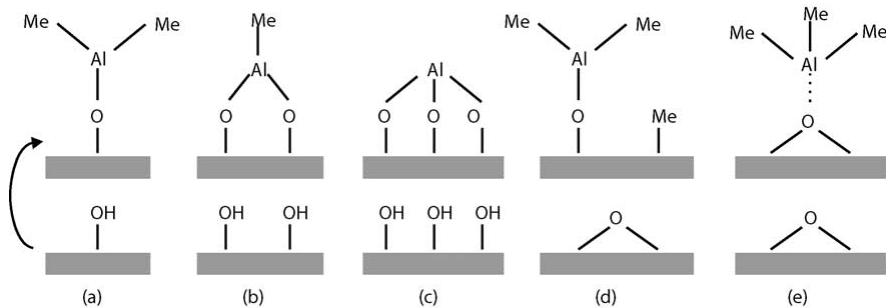 Me Me Me Me Me Me Me Me
Al Al Al Al Al
O O O O O O O Me O
OH OH OH OH OH OH O O
(a) (b) (c) (d) (e)